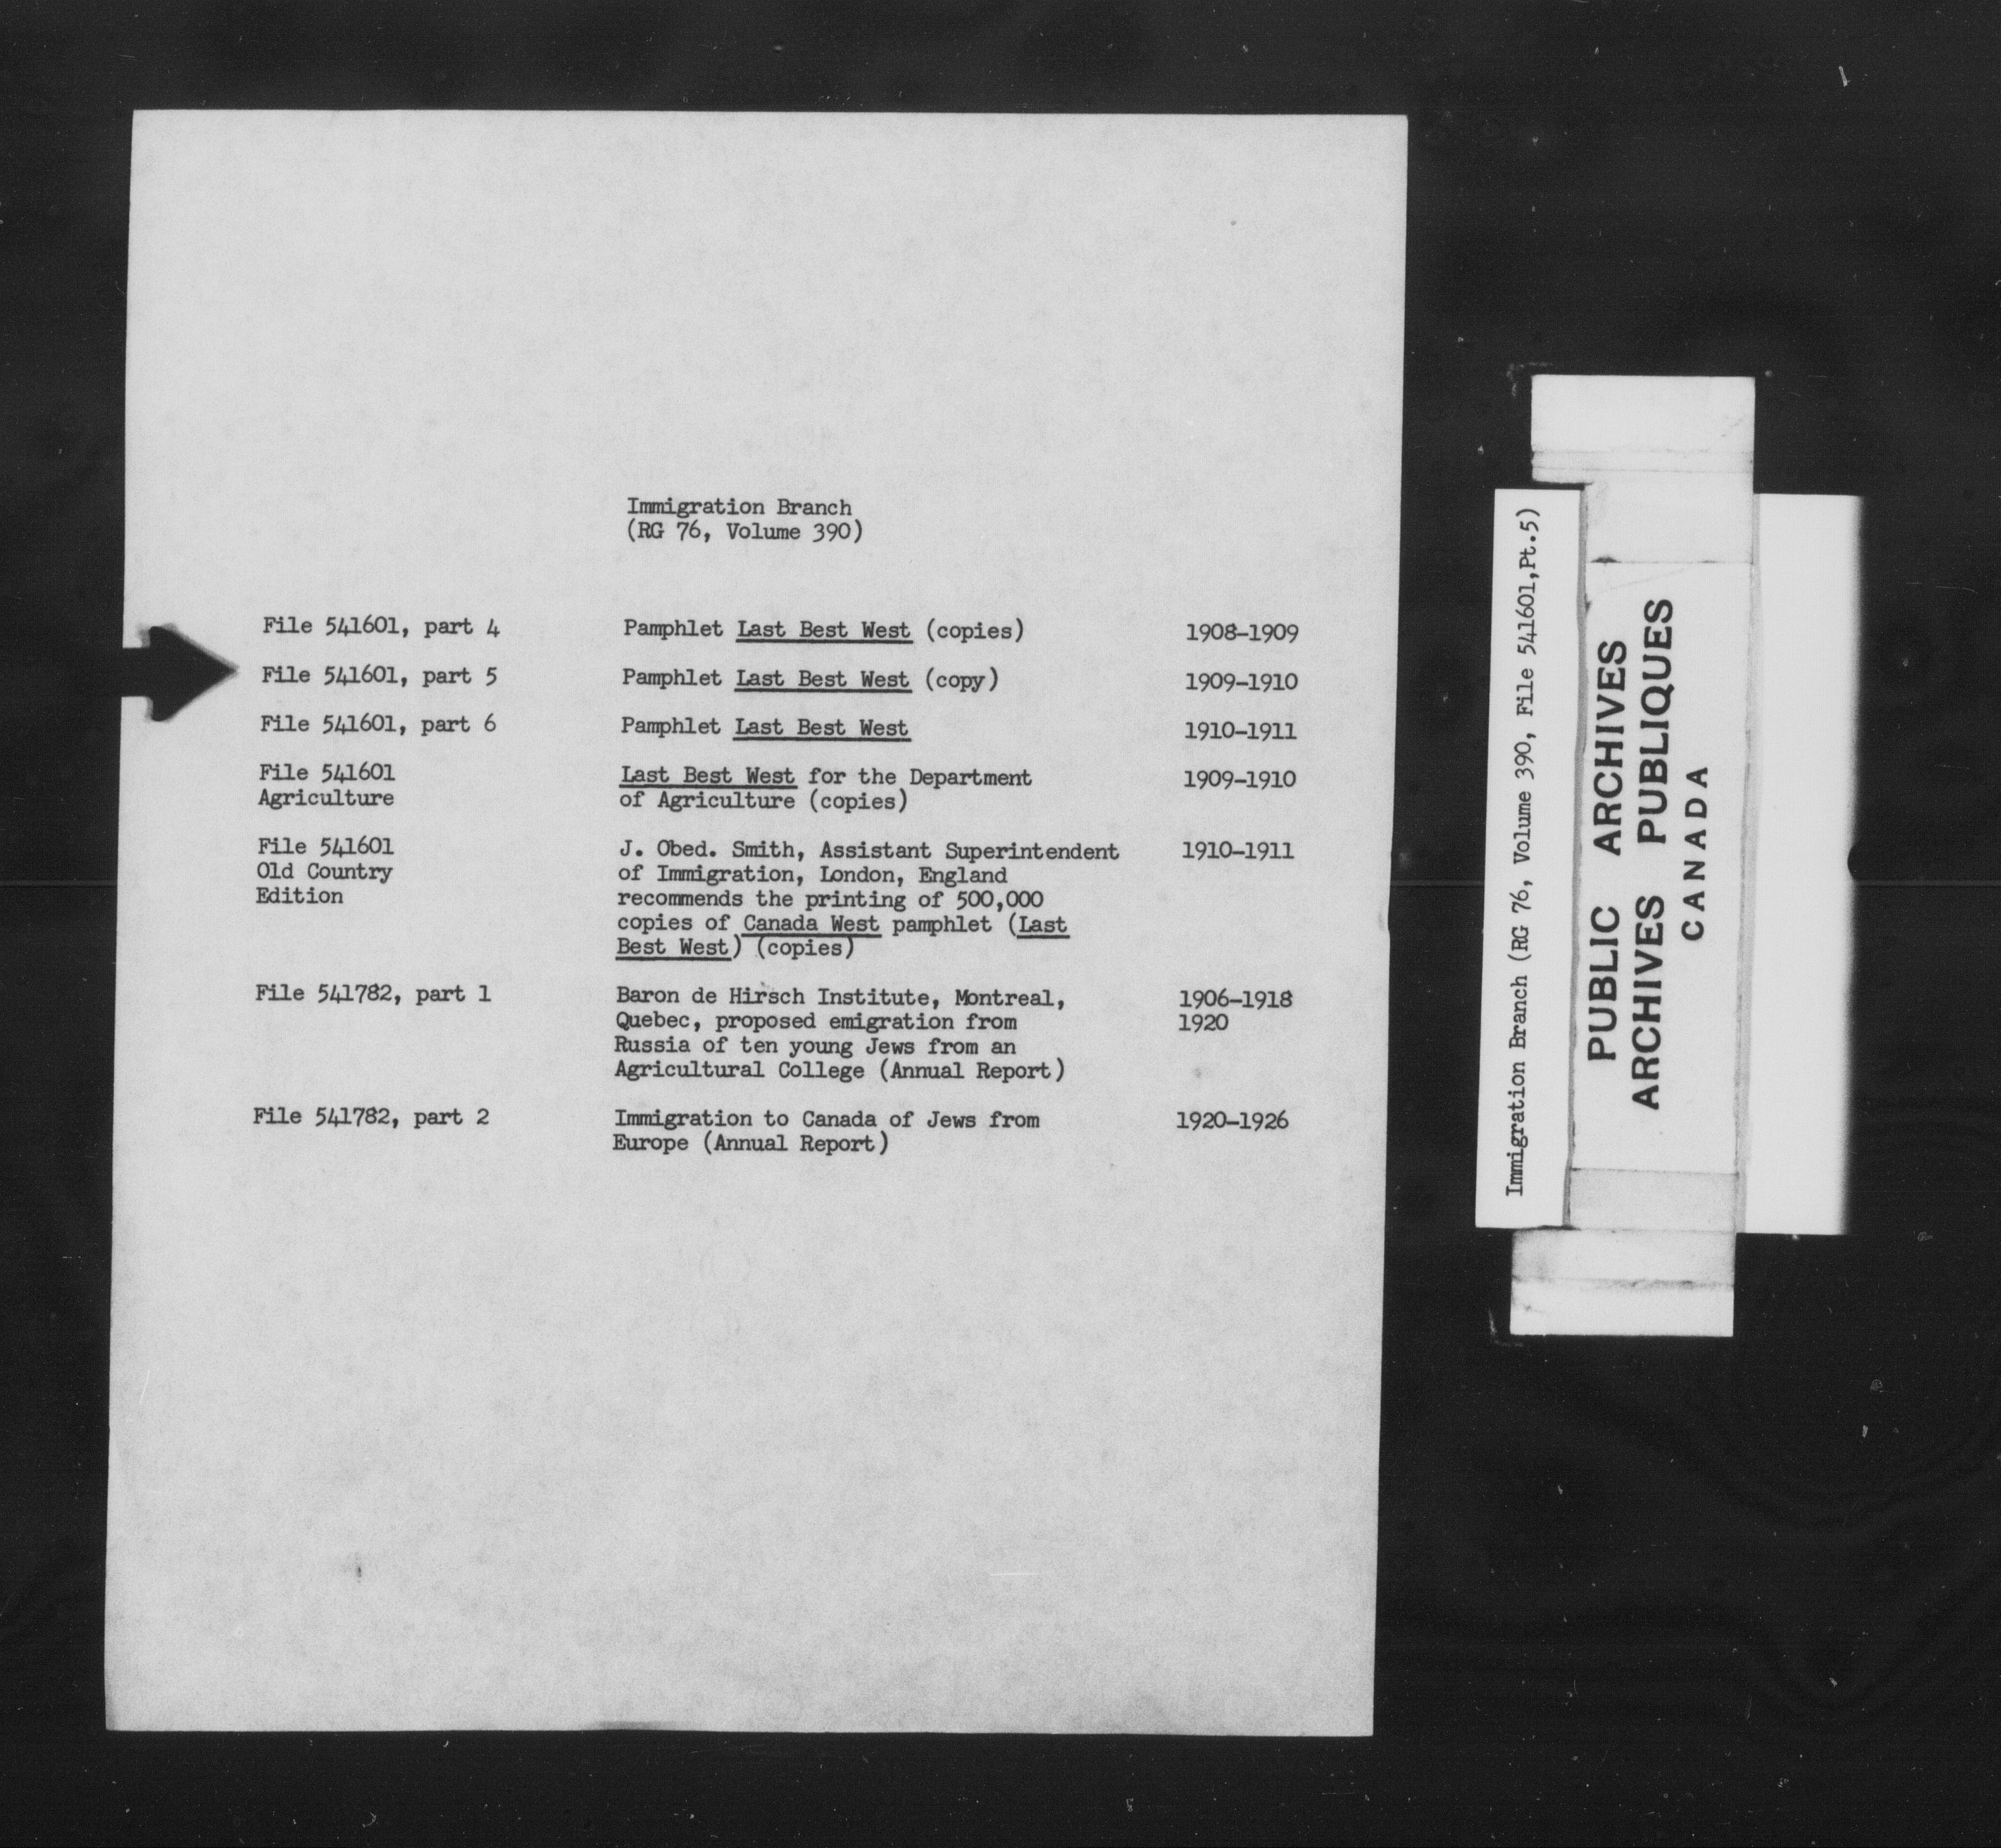 Immigration Branch
(RG 76, Volume 390)
File 541601, part 4 Pamphlet Last Best West (copies) 1908-1909
File 541601, part 5 Pamphlet Last Best West (copy) 1909-1910
File 541601, part 6 Pamphlet Last Best West 1910-1911
File 541601 Last Best West for the Department 1909-1910
Agriculture of Agriculture (copies)
File 541601 J. Obed. Smith, Assistant Superintendent 1910-1911
Old Country of Immigration, London, England
Edition recommends the printing of 500,000
copies of Canada West pamphlet (Last
Best West) (copies)
File 541782, part 1 Baron de Hirsch Institute, Montreal, 1906-1918
Quebec, proposed emigration from 1920
Russia of ten young Jews from an
Agricultural College (Annual Report)
File 541782, part 2 Immigration to Canada of Jews from 1920-1926
Europe (Annual Report)
Immigration Branch (RG 76, Volume 390, File 541601,Pt.5)
PUBLIC ARCHIVES
ARCHIVES PUBLIQUES
CANADA